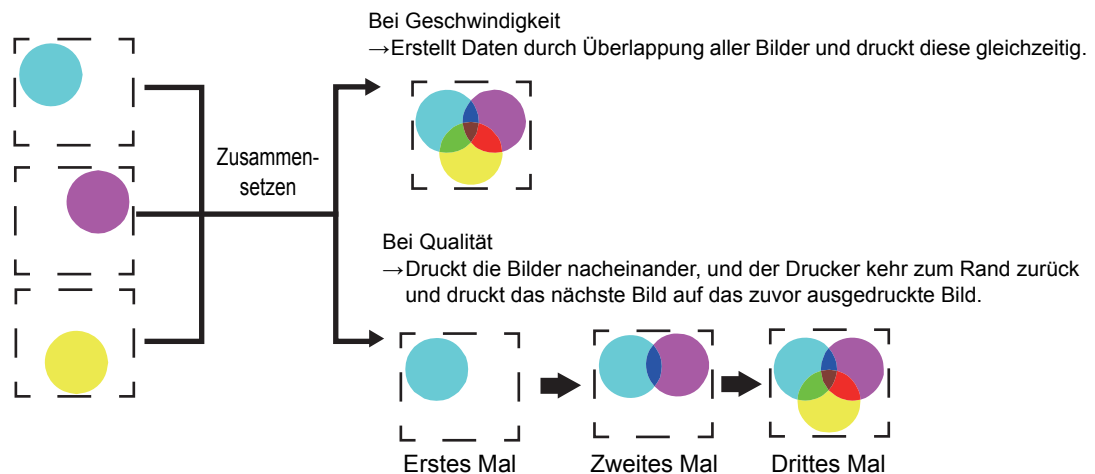 Bei Geschwindigkeit
→Erstellt Daten durch Überlappung aller Bilder und druckt diese gleichzeitig.
Zusammen-
setzen
Bei Qualität
→Druckt die Bilder nacheinander, und der Drucker kehr zum Rand zurück
und druckt das nächste Bild auf das zuvor ausgedruckte Bild.
Erstes Mal
Zweites Mal
Drittes Mal